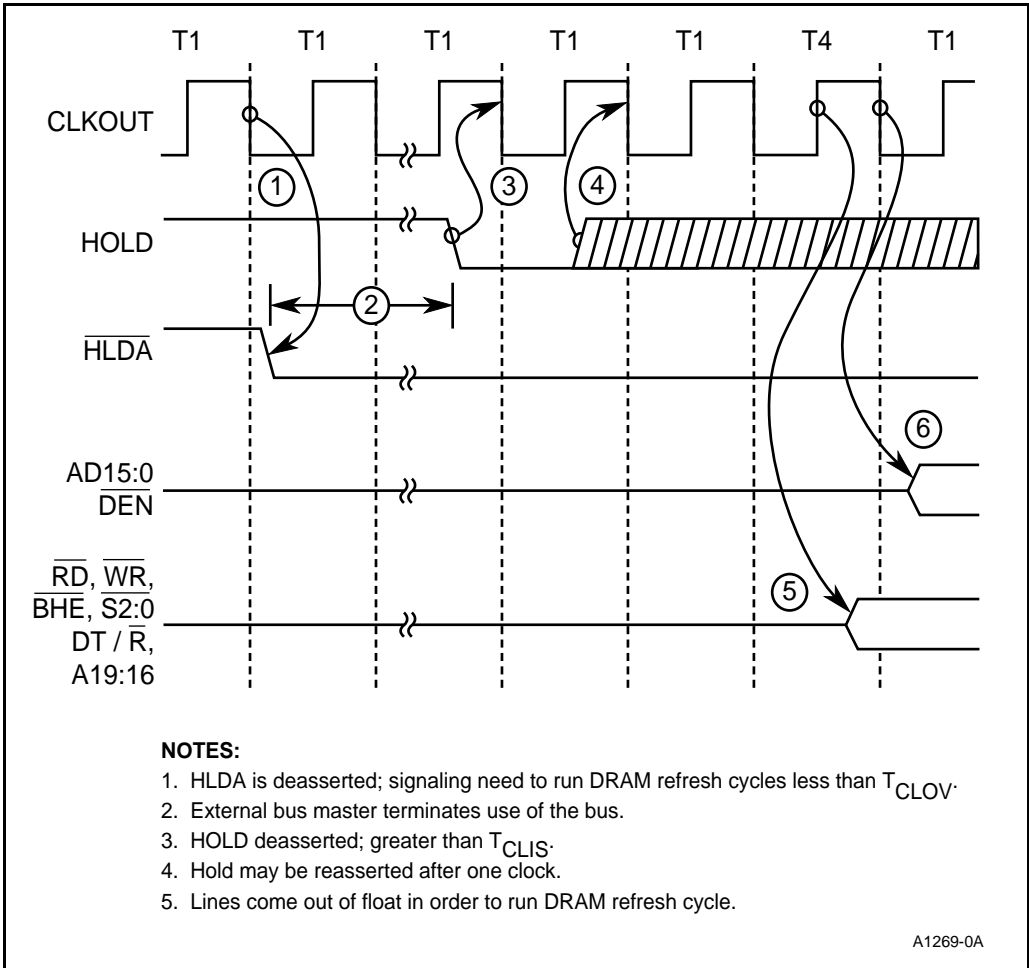 T1 T1 T1 T1 T1 T4 T1
CLKOUT
1 3 4
HOLD
2
HLDA
6
AD15:0
DEN
RD, WR,
5
BHE, S2:0
DT / R,
A19:16
NOTES:
1. HLDA is deasserted; signaling need to run DRAM refresh cycles less than TCLOV.
2. External bus master terminates use of the bus.
3. HOLD deasserted; greater than TCLIS.
4. Hold may be reasserted after one clock.
5. Lines come out of float in order to run DRAM refresh cycle.
A1269-0A